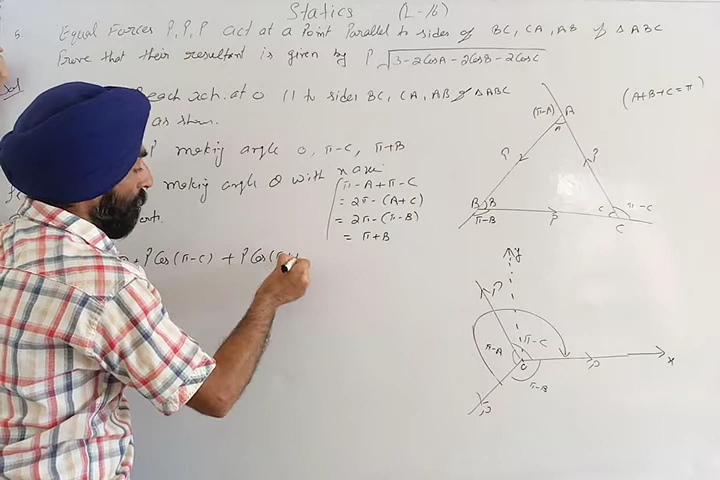 Statics (L-16)
5. Equal Forces P, P, P act at a Point Parallel to sides of BC, CA, AB of △ABC
Prove that their resultant is given by P √3-2CosA-2CosB-2CosC
Sol
each act. at O || to sides BC, CA, AB of △ABC
as shown.
P making angle 0, π-C, π+B
making angle θ with x axis
π-A+π-C
= 2π-(A+C)
= 2π-(π-B)
= π+B
+ P Cos(π-C) + P Cos(π+
(A+B+C=π)
(π-A) A
A
P P
B B
π-B P C π-C
C
y
P
π-A π-C
O P x
π-B
P